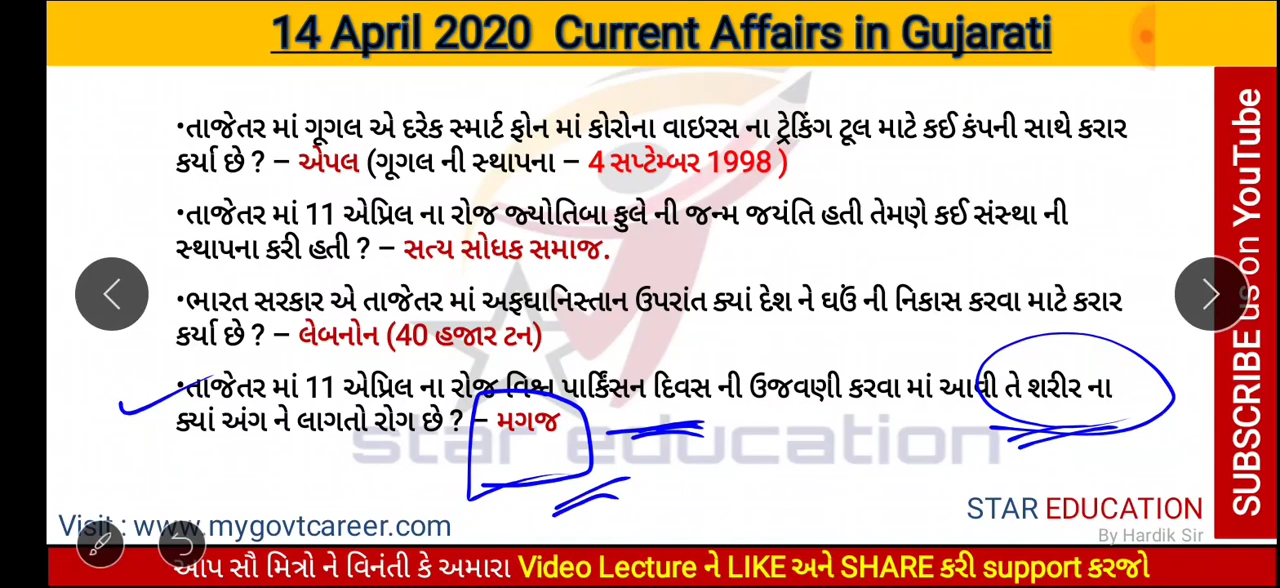 14 April 2020 Current Affairs in Gujarati
•તાજેતર માં ગૂગલ એ દરેક સ્માર્ટ ફોન માં કોરોના વાઇરસ ના ટ્રેકિંગ ટૂલ માટે કઈ કંપની સાથે કરાર
કર્યા છે ? – એપલ (ગૂગલ ની સ્થાપના – 4 સપ્ટેમ્બર 1998 )
•તાજેતર માં 11 એપ્રિલ ના રોજ જ્યોતિબા ફુલે ની જન્મ જયંતિ હતી તેમણે કઈ સંસ્થા ની
સ્થાપના કરી હતી ? – સત્ય સોધક સમાજ.
•ભારત સરકાર એ તાજેતર માં અફઘાનિસ્તાન ઉપરાંત ક્યાં દેશ ને ઘઉં ની નિકાસ કરવા માટે કરાર
કર્યા છે ? – લેબનોન (40 હજાર ટન)
•તાજેતર માં 11 એપ્રિલ ના રોજ વિશ્વ પાર્કિંસન દિવસ ની ઉજવણી કરવા માં આવી તે શરીર ના
ક્યાં અંગ ને લાગતો રોગ છે ? – મગજ
star education
STAR EDUCATION
By Hardik Sir
Visit : www.mygovtcareer.com
આપ સૌ મિત્રો ને વિનંતી કે અમારા Video Lecture ને LIKE અને SHARE કરી support કરજો
SUBSCRIBE us on YouTube